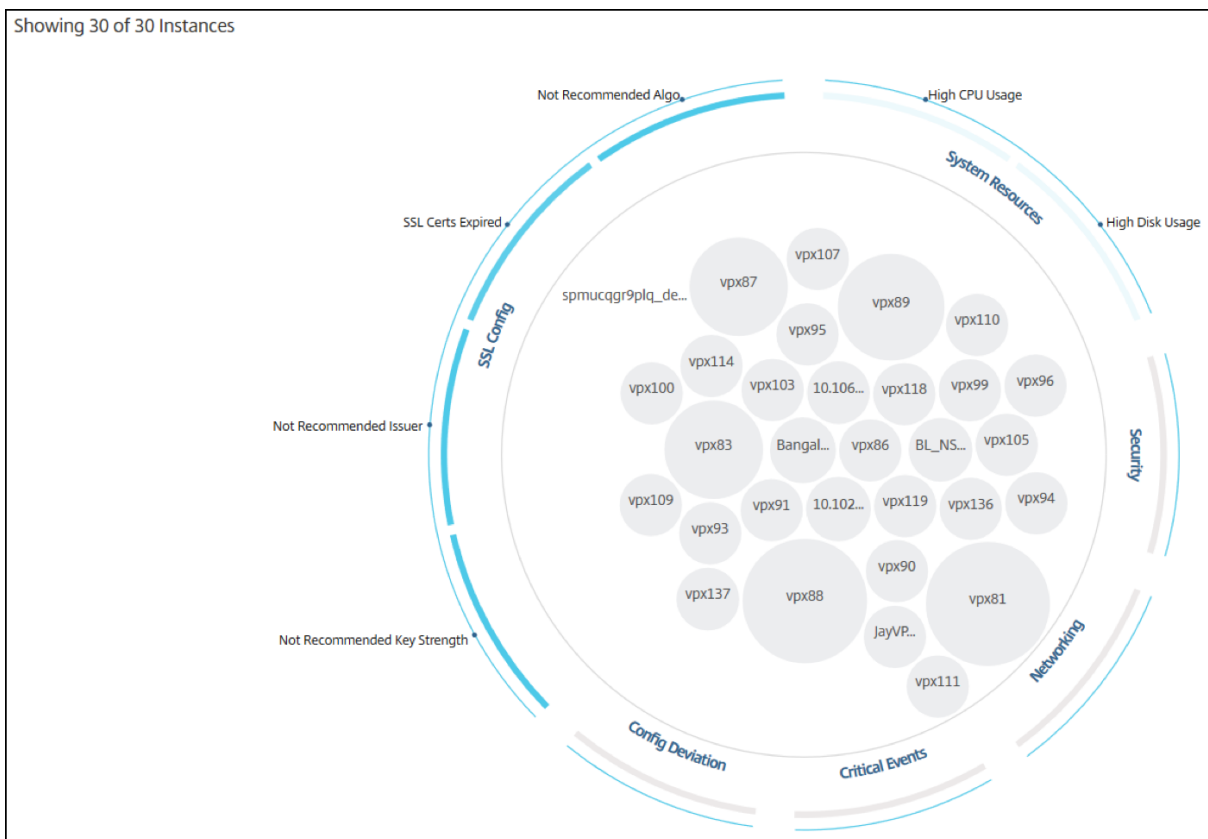 Showing 30 of 30 Instances
Not Recommended Algo
High CPU Usage
System Resources
SSL Certs Expired
High Disk Usage
vpx107
vpx87
spmucqgr9plq_de...
vpx89
vpx110
SSL Config
vpx95
vpx114
vpx100
vpx103
10.106...
vpx118
vpx99
vpx96
Not Recommended Issuer
vpx83
Bangal...
vpx86
BL_NS...
vpx105
Security
vpx109
vpx91
10.102...
vpx119
vpx136
vpx94
vpx93
vpx90
vpx137
vpx88
vpx81
Not Recommended Key Strength
JayVP...
Networking
vpx111
Config Deviation
Critical Events